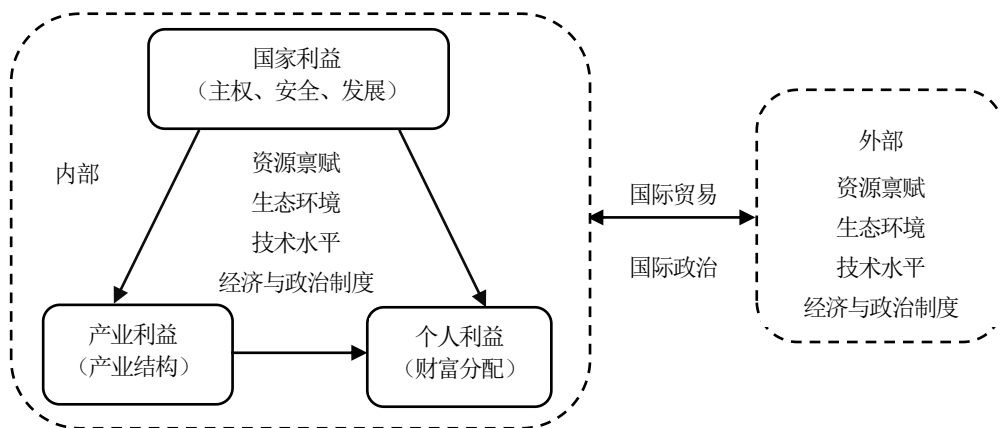 国家利益
（主权、安全、发展）
内部
资源禀赋
生态环境
技术水平
经济与政治制度
产业利益
（产业结构）
个人利益
（财富分配）
国际贸易
国际政治
外部
资源禀赋
生态环境
技术水平
经济与政治制度